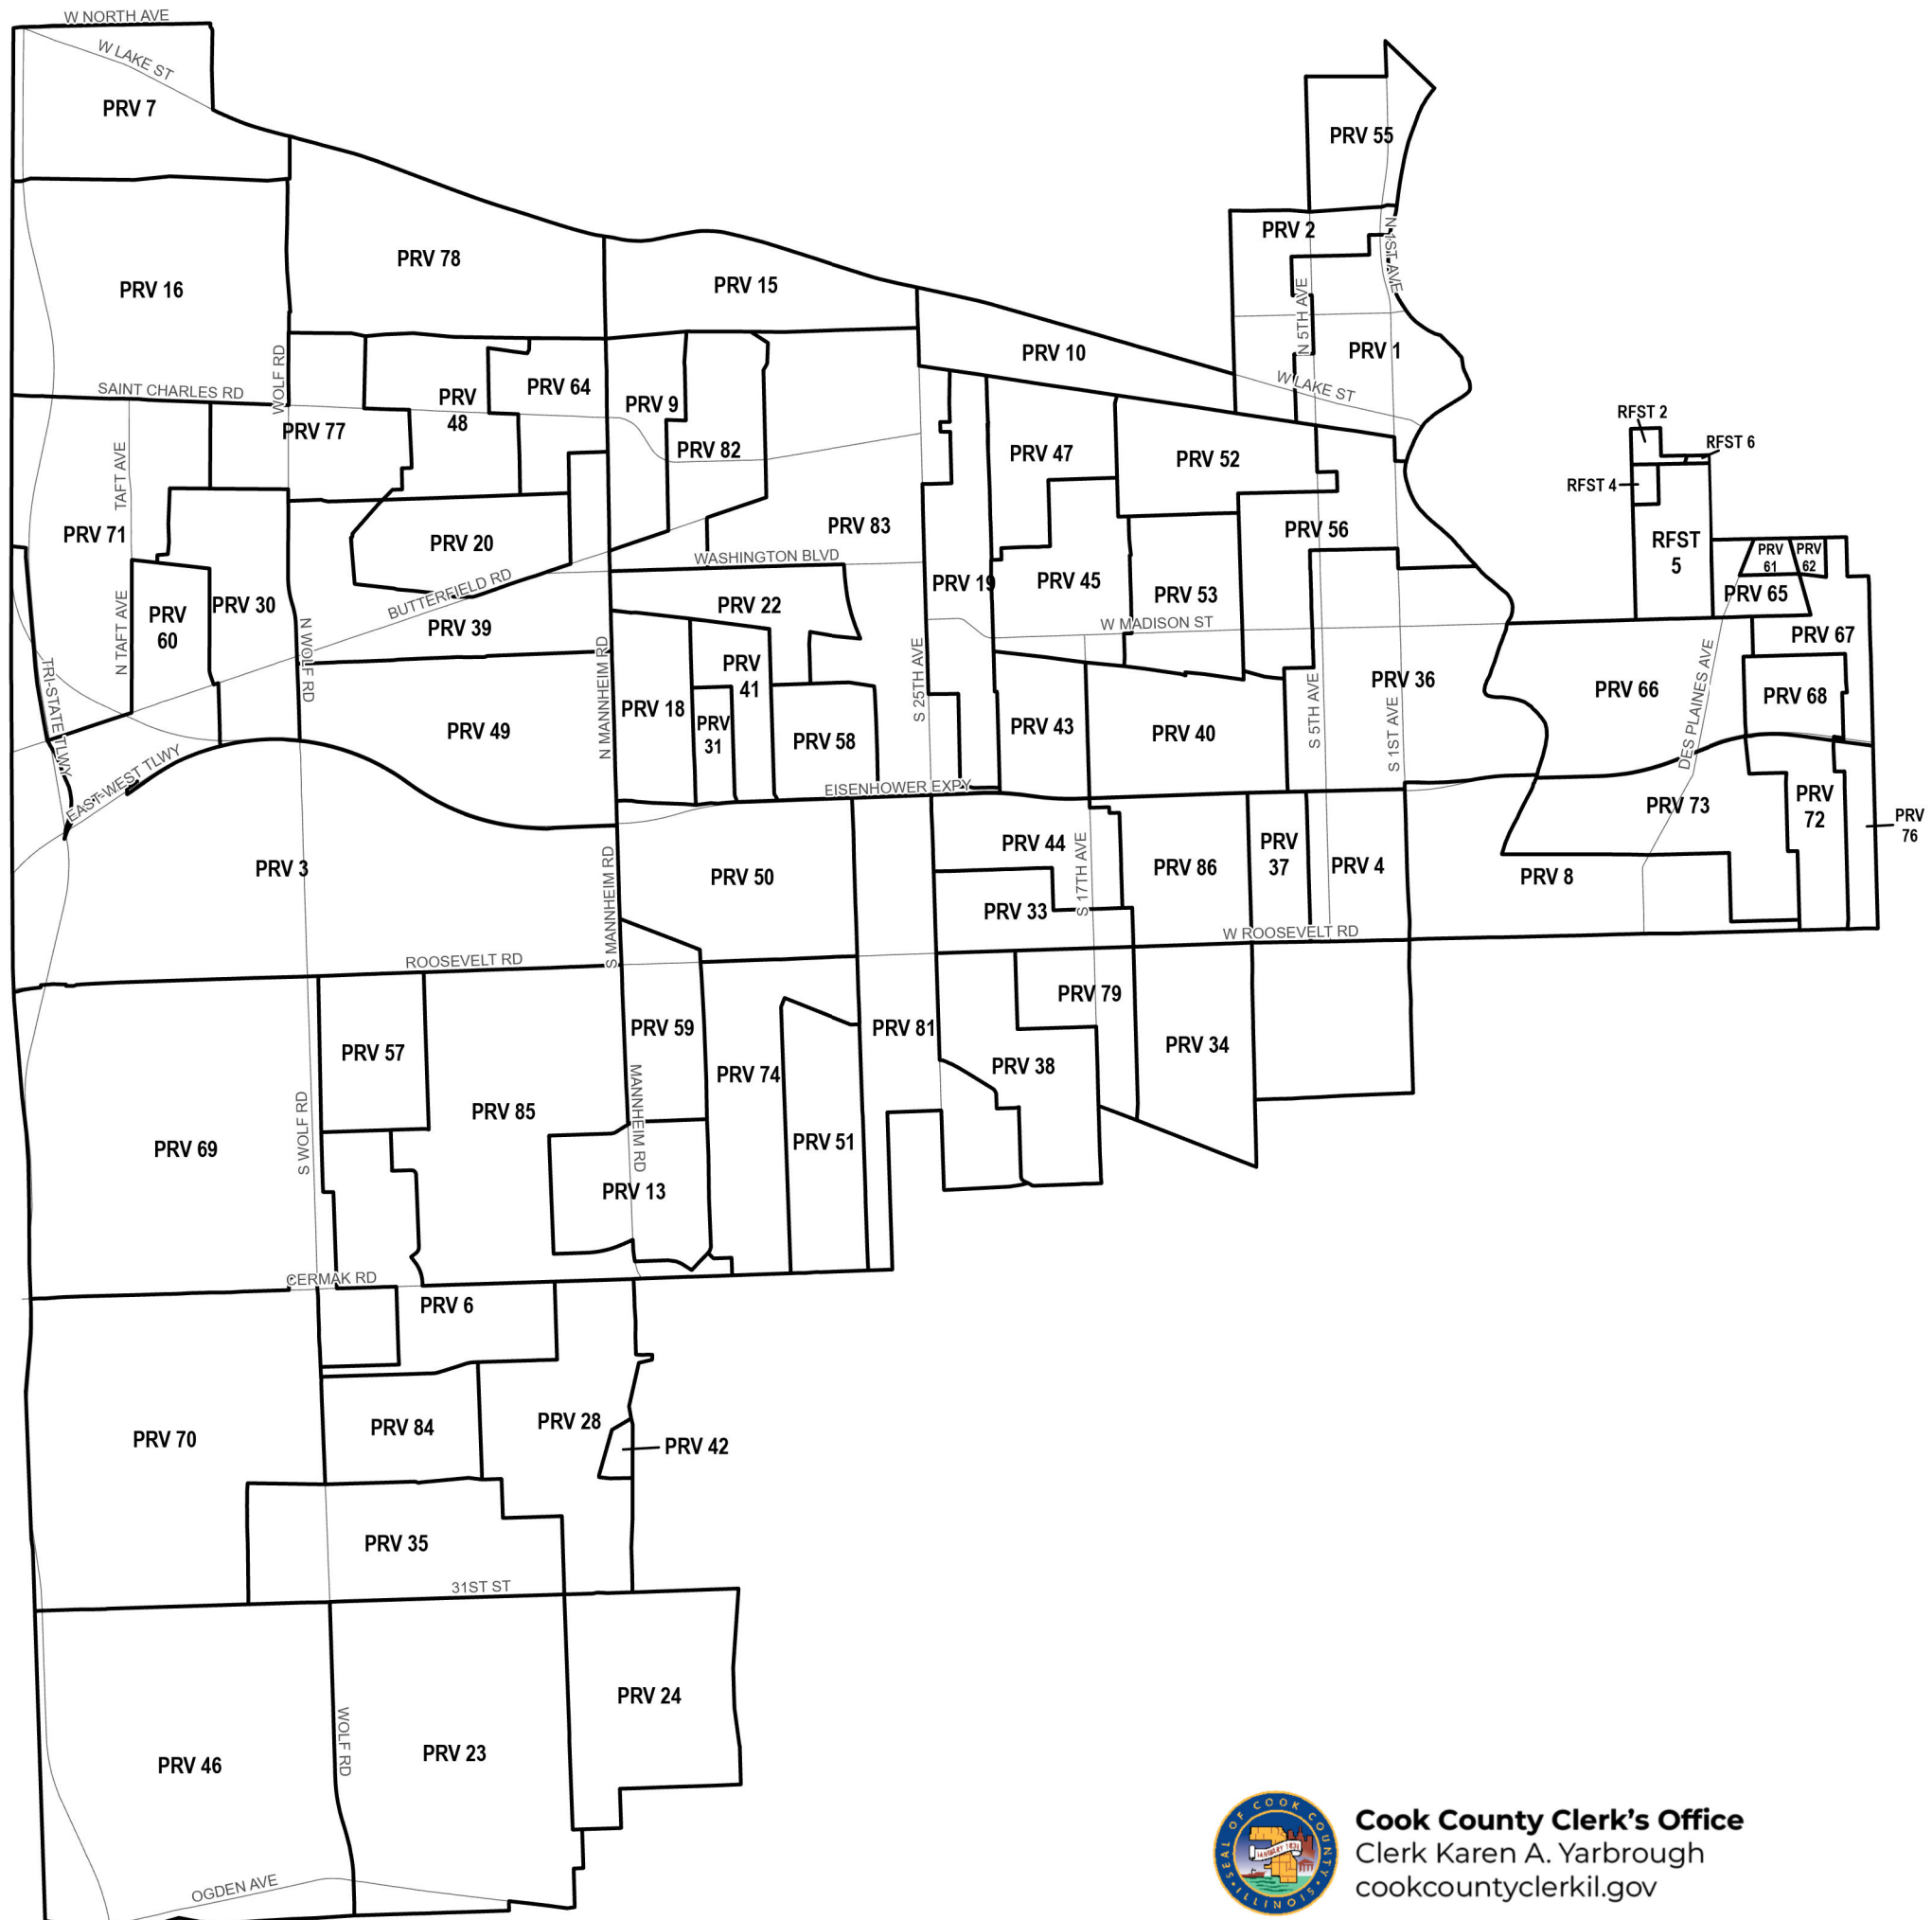 W NORTH AVE
W LAKE ST
PRV 7
PRV 55
PRV 2
N 1ST AVE
PRV 78
PRV 15
PRV 16
N 5TH AVE
PRV 10
PRV 1
WOLF RD
W LAKE ST
SAINT CHARLES RD
PRV 64
PRV
48
PRV 9
RFST 2
PRV 77
RFST 6
PRV 82
PRV 47
PRV 52
TAFT AVE
RFST 4
PRV 71
PRV 20
PRV 83
PRV 56
RFST
5
PRV
61
PRV
62
WASHINGTON BLVD
BUTTERFIELD RD
PRV 19
PRV 45
PRV 53
PRV 65
N TAFT AVE
PRV
60
PRV 30
PRV 22
PRV 39
W MADISON ST
PRV 67
N WOLF RD
N MANNHEIM RD
S 25TH AVE
PRV
41
PRV 36
PRV 66
DES PLAINES AVE
PRV 68
TRI-STATE TLWY
PRV 18
PRV
31
PRV 49
PRV 58
PRV 43
PRV 40
S 5TH AVE
S 1ST AVE
EAST-WEST TLWY
EISENHOWER EXPY
PRV 73
PRV
72
PRV
76
PRV 3
S MANNHEIM RD
PRV 50
PRV 44
S 17TH AVE
PRV 86
PRV
37
PRV 4
PRV 8
PRV 33
W ROOSEVELT RD
ROOSEVELT RD
PRV 79
PRV 59
PRV 81
PRV 57
PRV 34
PRV 38
PRV 74
MANNHEIM RD
PRV 85
S WOLF RD
PRV 69
PRV 51
PRV 13
CERMAK RD
PRV 6
PRV 84
PRV 28
PRV 42
PRV 70
PRV 35
31ST ST
PRV 24
WOLF RD
PRV 23
PRV 46
OGDEN AVE
SEAL OF COOK COUNTY
JANUARY 1831
ILLINOIS
Cook County Clerk's Office
Clerk Karen A. Yarbrough
cookcountyclerkil.gov